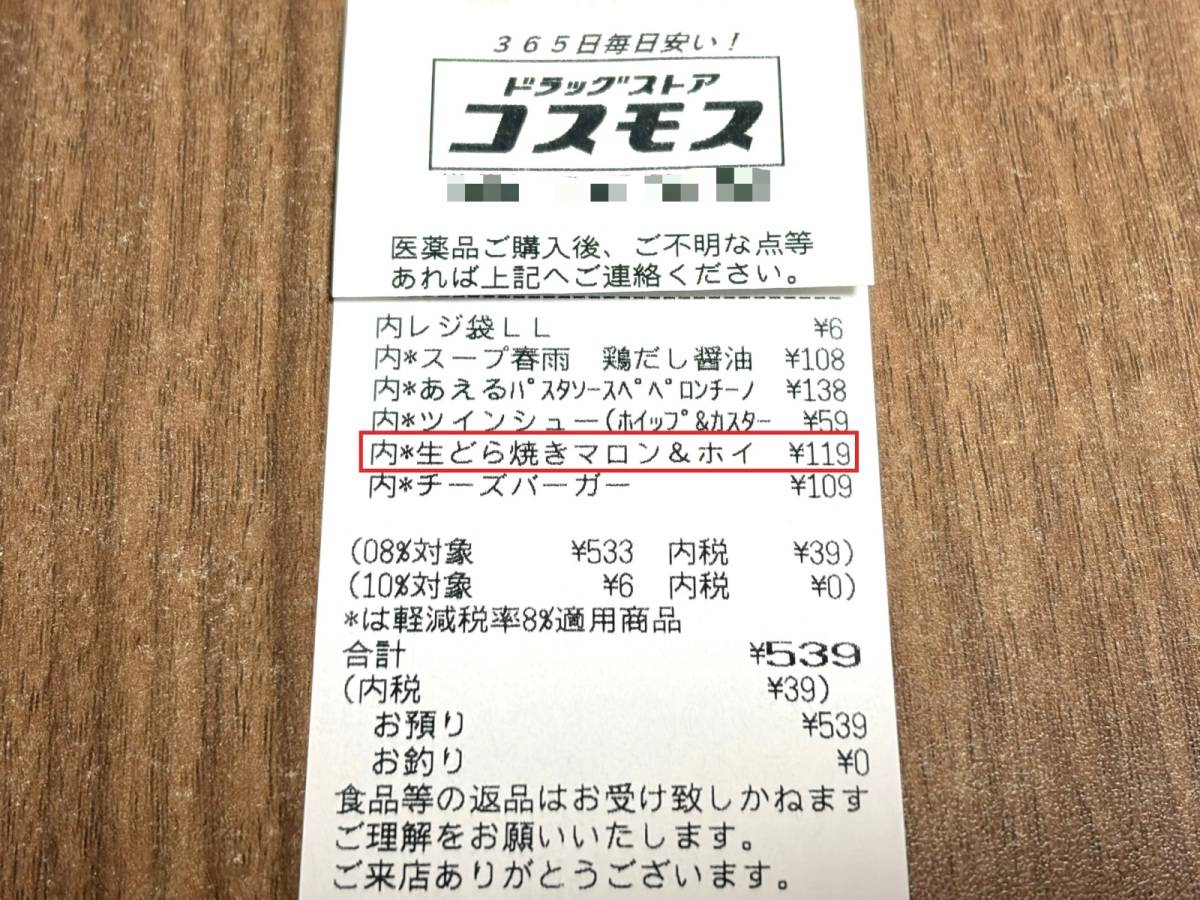 ３６５日毎日安い！
ドラッグストア
コスモス
医薬品ご購入後、ご不明な点等
あれば上記へご連絡ください。
内レジ袋ＬＬ ¥6
内*スープ春雨　鶏だし醤油 ¥108
内*あえるﾊﾟｽﾀｿｰｽﾍﾟﾍﾟﾛﾝﾁｰﾉ ¥138
内*ツインシュー(ﾎｲｯﾌﾟ&ｶｽﾀｰ ¥59
内*生どら焼きマロン＆ホイ ¥119
内*チーズバーガー ¥109
(08%対象 ¥533 内税 ¥39)
(10%対象 ¥6 内税 ¥0)
*は軽減税率8%適用商品
合計 ¥539
(内税 ¥39)
お預り ¥539
お釣り ¥0
食品等の返品はお受け致しかねます
ご理解をお願いいたします。
ご来店ありがとうございます。